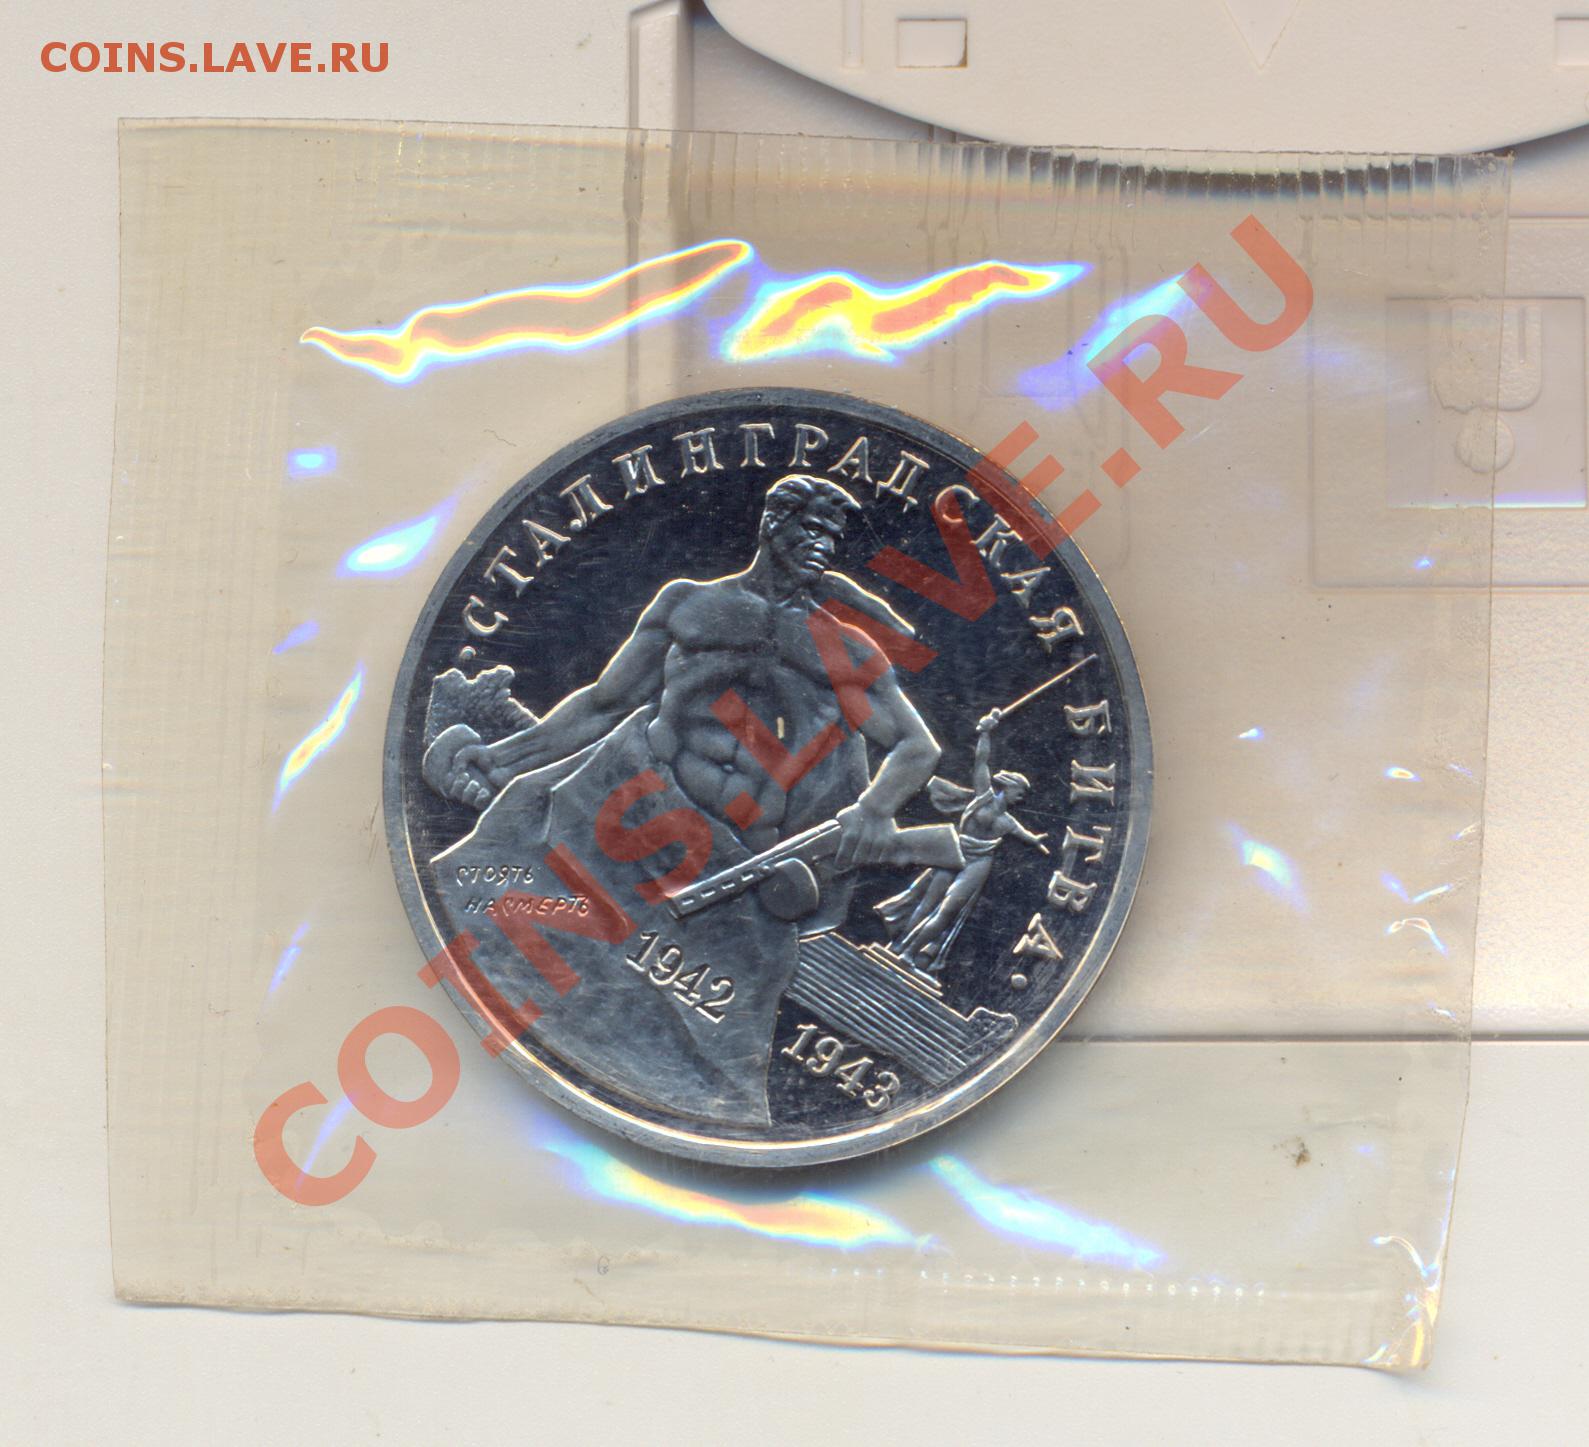 COINS.LAVE.RU
·СТАЛИНГРАДСКАЯ БИТВА·
СТОЯТЬ
НАСМЕРТЬ
1942
1943
COINS.LAVE.RU